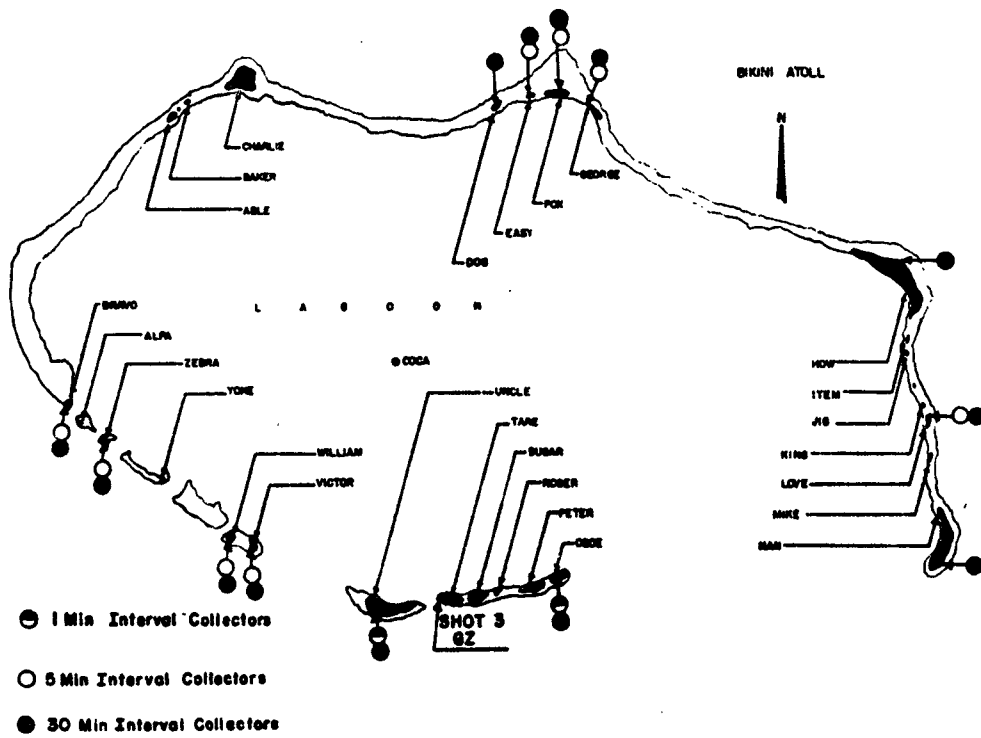 BIKINI ATOLL
N
CHARLIE
BAKER
ABLE
GEORGE
FOX
EASY
DOG
BRAVO
ALFA
ZEBRA
YOKE
L A G O O N
COCA
UNCLE
TARE
SUGAR
ROGER
PETER
OBOE
WILLIAM
VICTOR
HOW
ITEM
JIG
KING
LOVE
MIKE
NAN
SHOT 3
GZ
1 Min Interval Collectors
5 Min Interval Collectors
30 Min Interval Collectors